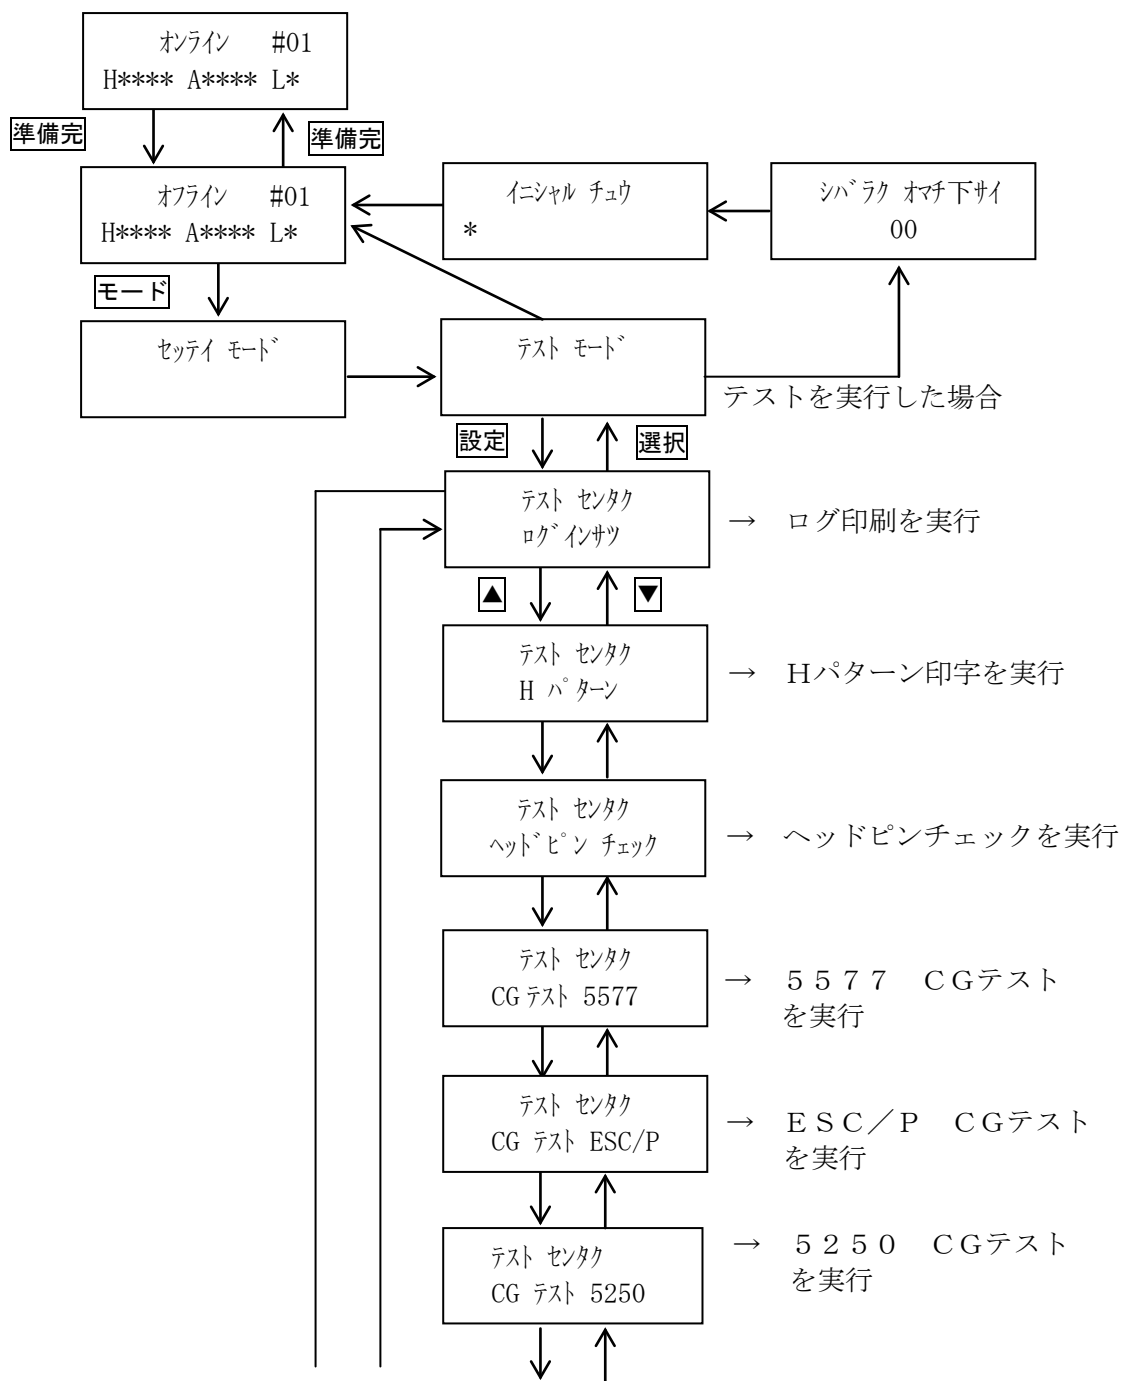 オンライン #01
H**** A**** L*
準備完
準備完
オフライン #01
H**** A**** L*
イニシャル チュウ
*
シバラク オマチ下サイ
00
モード
セッテイ モード
テスト モード
テストを実行した場合
設定
選択
テスト センタク
ログインサツ
→ ログ印刷を実行
▲
▼
テスト センタク
H パターン
→ Hパターン印字を実行
テスト センタク
ヘッドピン チェック
→ ヘッドピンチェックを実行
テスト センタク
CGテスト 5577
→ 5577 CGテスト
を実行
テスト センタク
CG テスト ESC/P
→ ESC/P CGテスト
を実行
テスト センタク
CG テスト 5250
→ 5250 CGテスト
を実行